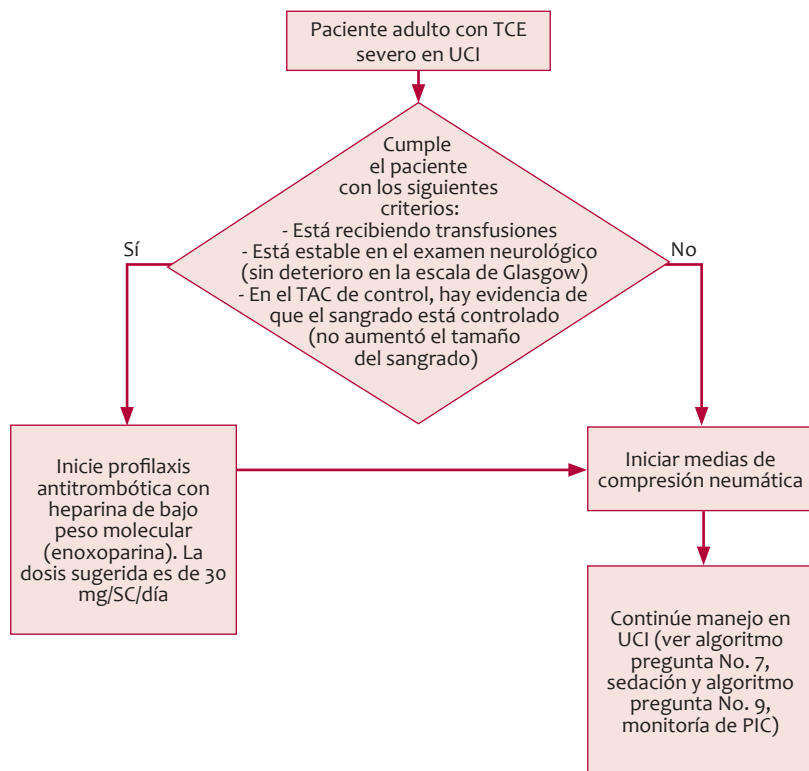 Paciente adulto con TCE
severo en UCI
Cumple
el paciente
con los siguientes
criterios:
- Está recibiendo transfusiones
- Está estable en el examen neurológico
(sin deterioro en la escala de Glasgow)
- En el TAC de control, hay evidencia de
que el sangrado está controlado
(no aumentó el tamaño
del sangrado)
Sí
No
Inicie profilaxis
antitrombótica con
heparina de bajo
peso molecular
(enoxoparina). La
dosis sugerida es de 30
mg/SC/día
Iniciar medias de
compresión neumática
Continúe manejo en
UCI (ver algoritmo
pregunta No. 7,
sedación y algoritmo
pregunta No. 9,
monitoría de PIC)